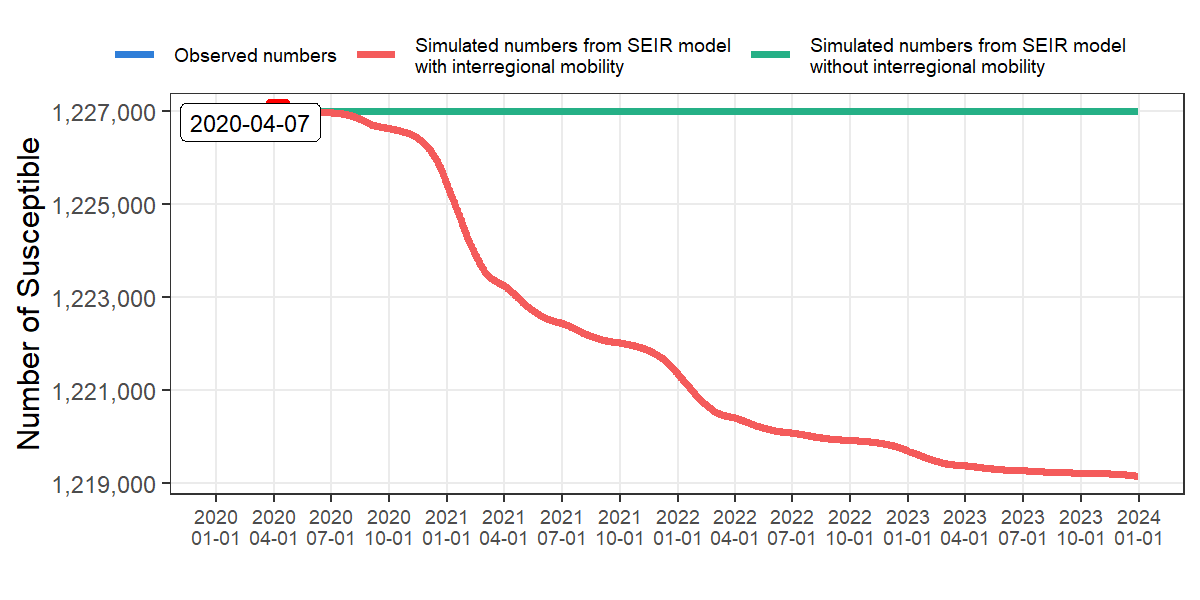 Observed numbers
Simulated numbers from SEIR model
with interregional mobility
Simulated numbers from SEIR model
without interregional mobility
Number of Susceptible
1,227,000
1,225,000
1,223,000
1,221,000
1,219,000
2020-04-07
2020 2020 2020 2020 2021 2021 2021 2021 2022 2022 2022 2022 2023 2023 2023 2023 2024
01-01 04-01 07-01 10-01 01-01 04-01 07-01 10-01 01-01 04-01 07-01 10-01 01-01 04-01 07-01 10-01 01-01